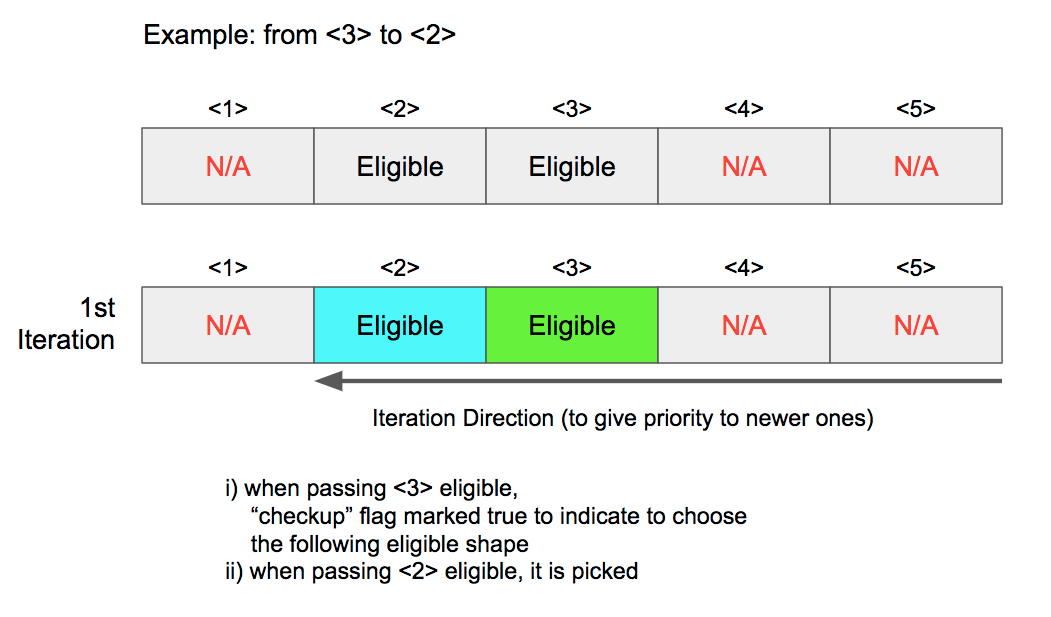 Example: from <3> to <2>
<1> <2> <3> <4> <5>
N/A Eligible Eligible N/A N/A
<1> <2> <3> <4> <5>
1st
Iteration
N/A Eligible Eligible N/A N/A
Iteration Direction (to give priority to newer ones)
i) when passing <3> eligible,
“checkup” flag marked true to indicate to choose
the following eligible shape
ii) when passing <2> eligible, it is picked